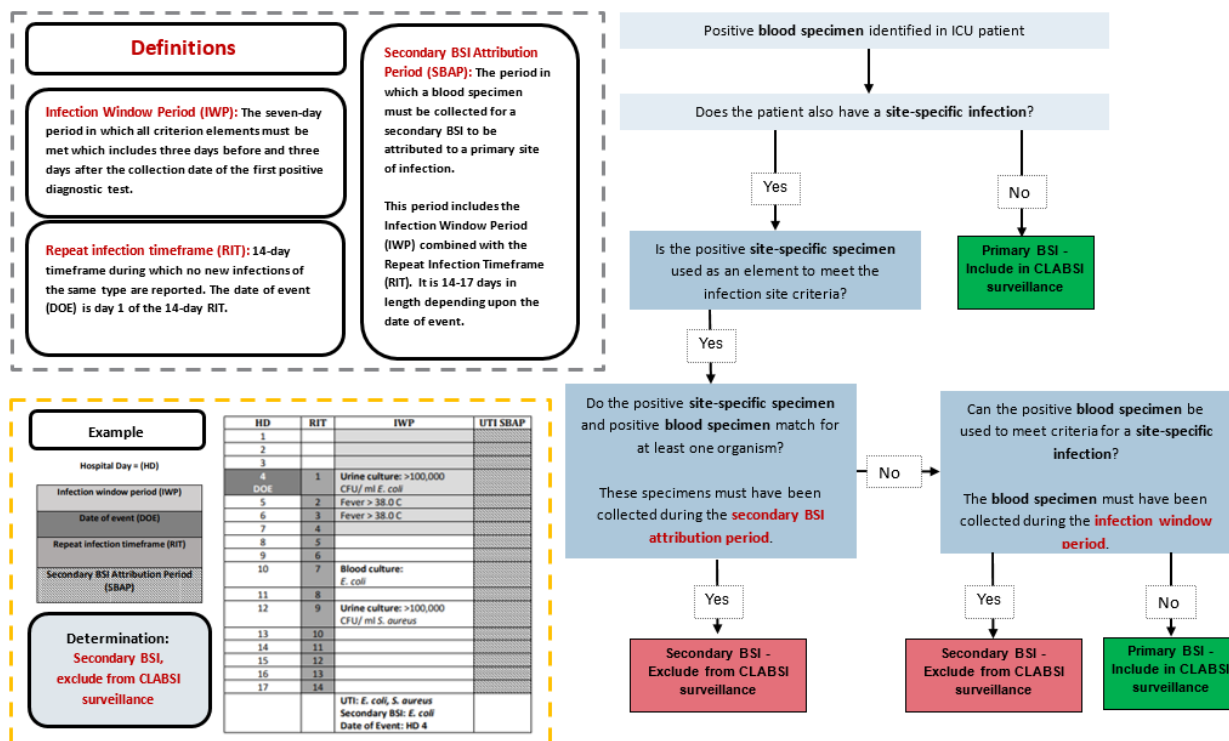 Definitions
Infection Window Period (IWP): The seven-day
period in which all criterion elements must be
met which includes three days before and three
days after the collection date of the first positive
diagnostic test.
Repeat infection timeframe (RIT): 14-day
timeframe during which no new infections of
the same type are reported. The date of event
(DOE) is day 1 of the 14-day RIT.
Secondary BSI Attribution
Period (SBAP): The period in
which a blood specimen
must be collected for a
secondary BSI to be
attributed to a primary site
of infection.
This period includes the
Infection Window Period
(IWP) combined with the
Repeat Infection Timeframe
(RIT). It is 14-17 days in
length depending upon the
date of event.
Positive blood specimen identified in ICU patient
Does the patient also have a site-specific infection?
Yes
No
Is the positive site-specific specimen
used as an element to meet the
infection site criteria?
Primary BSI -
Include in CLABSI
surveillance
Yes
Do the positive site-specific specimen
and positive blood specimen match for
at least one organism?
These specimens must have been
collected during the secondary BSI
attribution period.
No
Can the positive blood specimen be
used to meet criteria for a site-specific
infection?
The blood specimen must have been
collected during the infection window
period.
Yes
Yes
No
Secondary BSI -
Exclude from CLABSI
surveillance
Secondary BSI -
Exclude from CLABSI
surveillance
Primary BSI -
Include in CLABSI
surveillance
Example
Hospital Day = (HD)
Infection window period (IWP)
Date of event (DOE)
Repeat infection timeframe (RIT)
Secondary BSI Attribution Period
(SBAP)
Determination:
Secondary BSI,
exclude from CLABSI
surveillance
HD RIT IWP UTI SBAP
1
2
3
4 1 Urine culture: >100,000
DOE CFU/ ml E. coli
5 2 Fever > 38.0 C
6 3 Fever > 38.0 C
7 4
8 5
9 6
10 7 Blood culture:
E. coli
11 8
12 9 Urine culture: >100,000
CFU/ ml S. aureus
13 10
14 11
15 12
16 13
17 14
UTI: E. coli, S. aureus
Secondary BSI: E. coli
Date of Event: HD 4